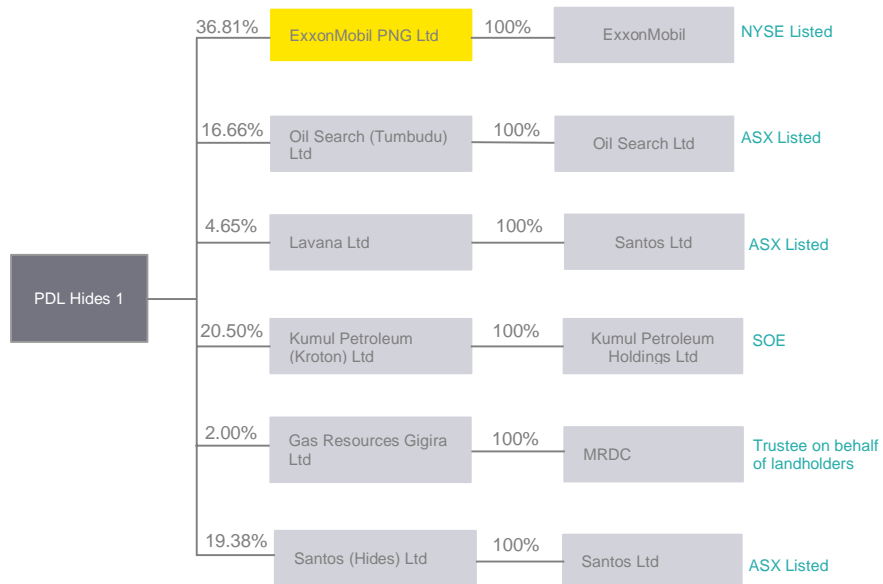 36.81%
ExxonMobil PNG Ltd
100%
ExxonMobil
NYSE Listed
16.66%
Oil Search (Tumbudu)
Ltd
100%
Oil Search Ltd
ASX Listed
4.65%
Lavana Ltd
100%
Santos Ltd
ASX Listed
PDL Hides 1
20.50%
Kumul Petroleum
(Kroton) Ltd
100%
Kumul Petroleum
Holdings Ltd
SOE
2.00%
Gas Resources Gigira
Ltd
100%
MRDC
Trustee on behalf
of landholders
19.38%
Santos (Hides) Ltd
100%
Santos Ltd
ASX Listed